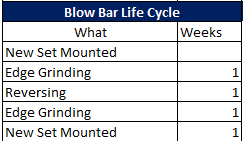 Blow Bar Life Cycle
What Weeks
New Set Mounted
Edge Grinding 1
Reversing 1
Edge Grinding 1
New Set Mounted 1